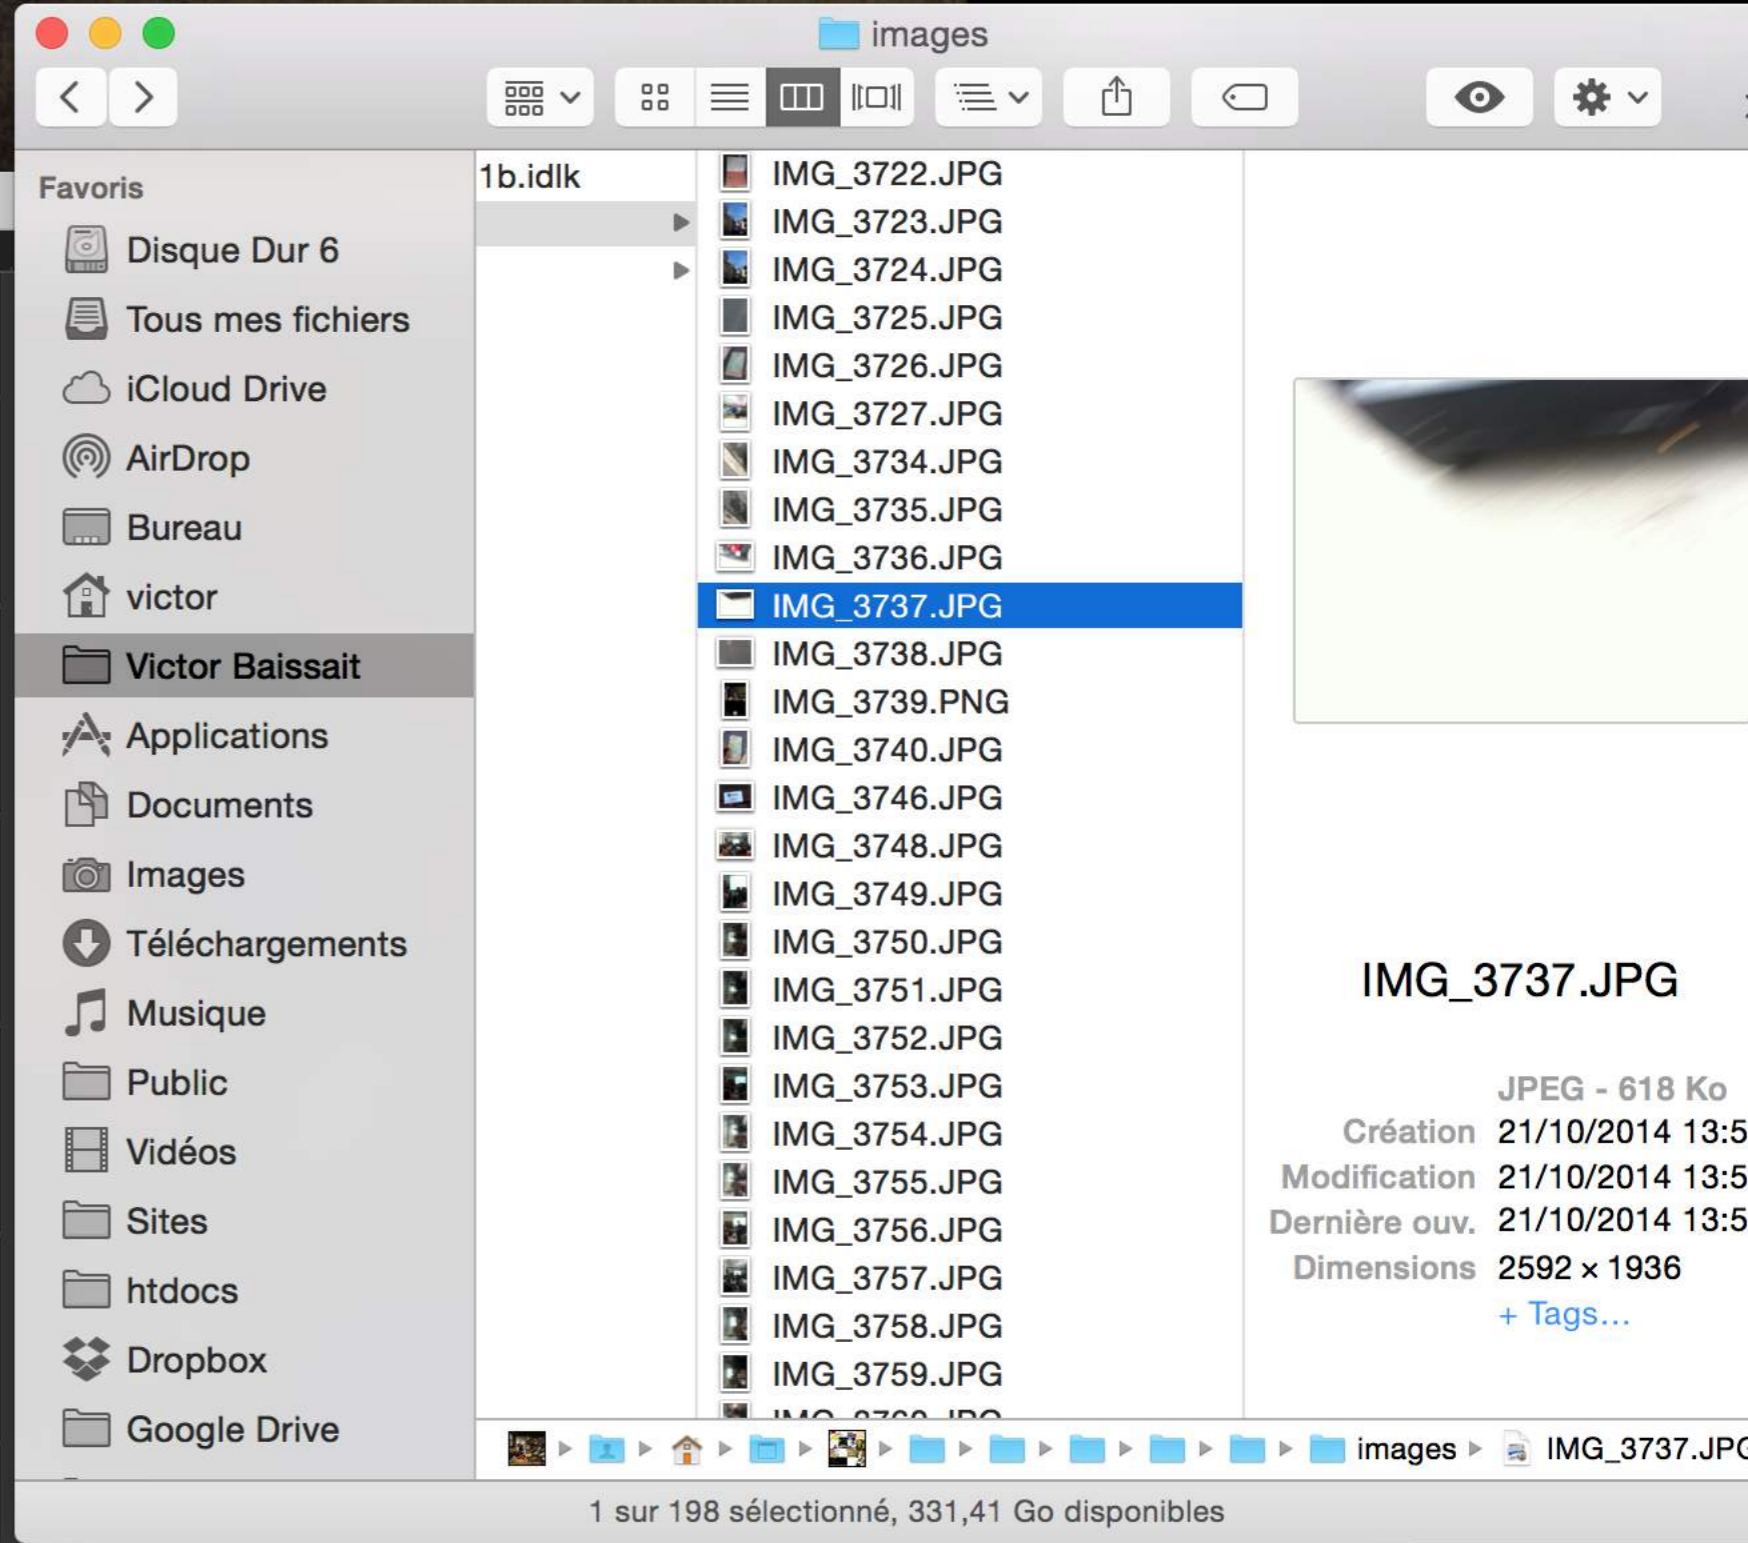 images
Favoris
Disque Dur 6
Tous mes fichiers
iCloud Drive
AirDrop
Bureau
victor
Victor Baissait
Applications
Documents
Images
Téléchargements
Musique
Public
Vidéos
Sites
htdocs
Dropbox
Google Drive
1b.idlk
IMG_3722.JPG
IMG_3723.JPG
IMG_3724.JPG
IMG_3725.JPG
IMG_3726.JPG
IMG_3727.JPG
IMG_3734.JPG
IMG_3735.JPG
IMG_3736.JPG
IMG_3737.JPG
IMG_3738.JPG
IMG_3739.PNG
IMG_3740.JPG
IMG_3746.JPG
IMG_3748.JPG
IMG_3749.JPG
IMG_3750.JPG
IMG_3751.JPG
IMG_3752.JPG
IMG_3753.JPG
IMG_3754.JPG
IMG_3755.JPG
IMG_3756.JPG
IMG_3757.JPG
IMG_3758.JPG
IMG_3759.JPG
IMG_3737.JPG
JPEG - 618 Ko
Création 21/10/2014 13:5
Modification 21/10/2014 13:5
Dernière ouv. 21/10/2014 13:5
Dimensions 2592 × 1936
+ Tags...
images IMG_3737.JPG
1 sur 198 sélectionné, 331,41 Go disponibles